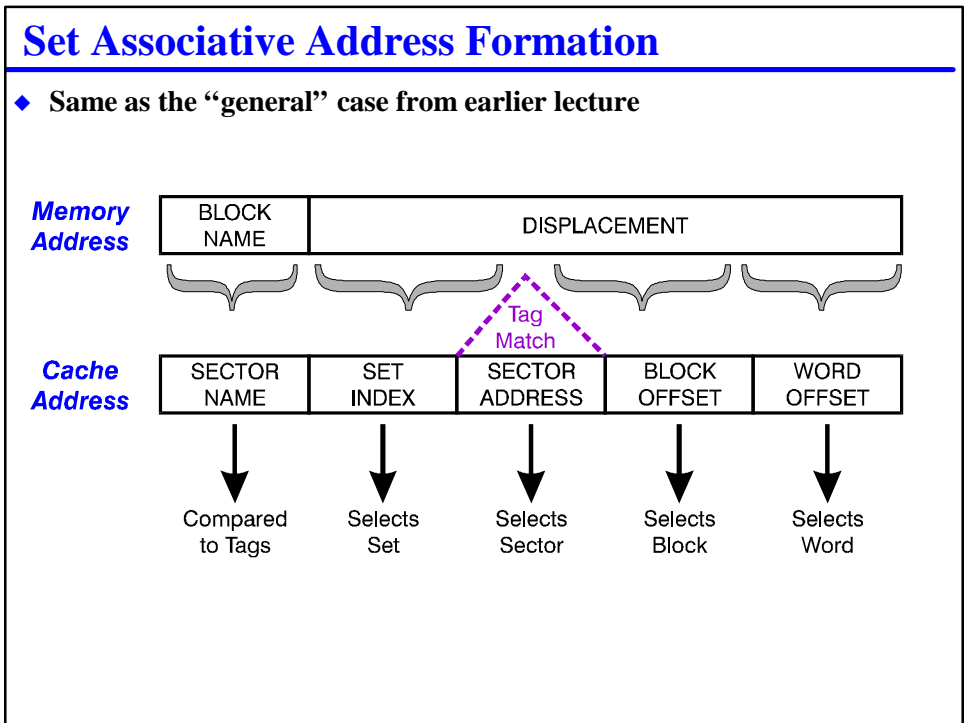 Set Associative Address Formation
◆ Same as the “general” case from earlier lecture
Memory Address
BLOCK NAME
DISPLACEMENT
Tag Match
Cache Address
SECTOR NAME
SET INDEX
SECTOR ADDRESS
BLOCK OFFSET
WORD OFFSET
Compared to Tags
Selects Set
Selects Sector
Selects Block
Selects Word